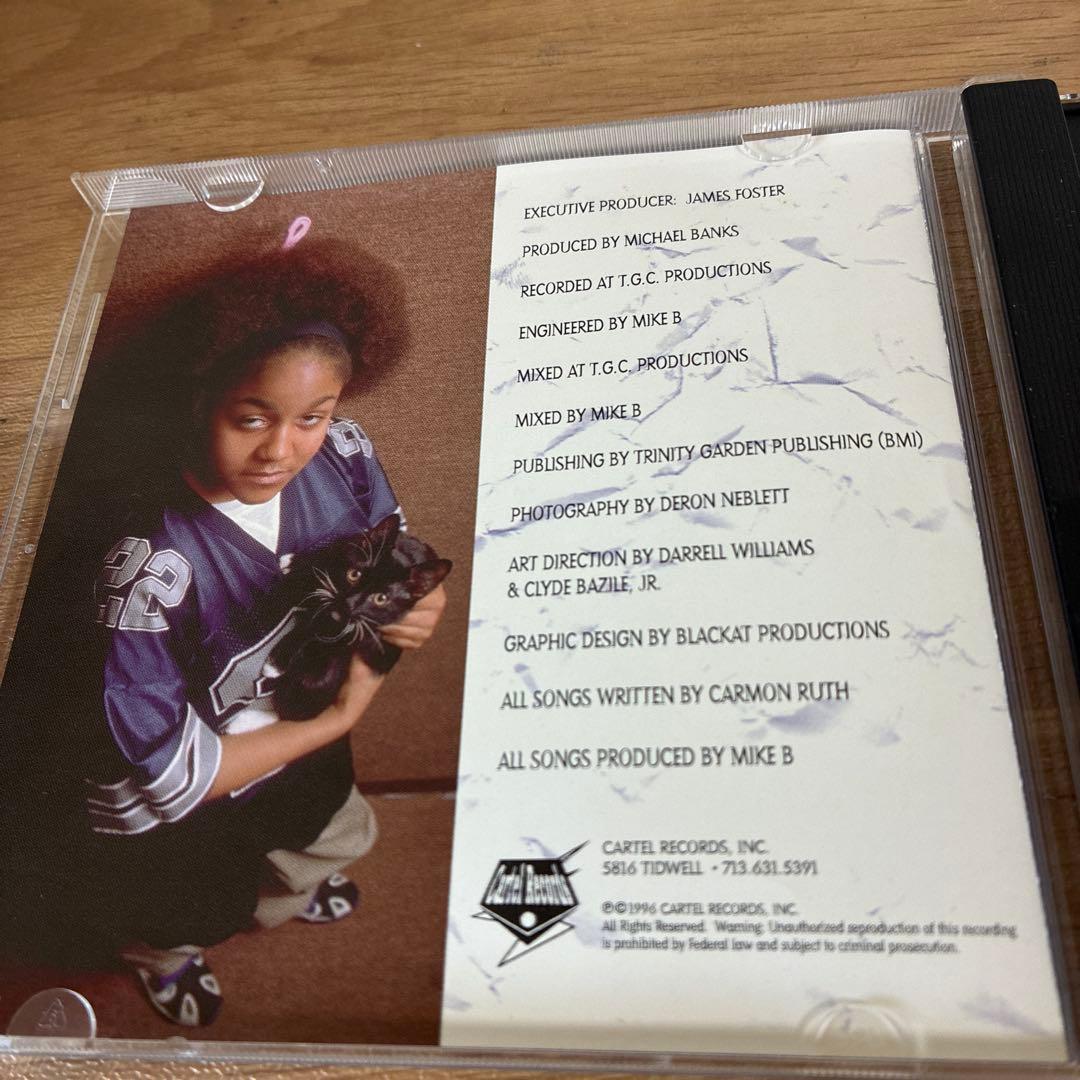 EXECUTIVE PRODUCER: JAMES FOSTER
PRODUCED BY MICHAEL BANKS
RECORDED AT T.G.C. PRODUCTIONS
ENGINEERED BY MIKE B
MIXED AT T.G.C. PRODUCTIONS
MIXED BY MIKE B
PUBLISHING BY TRINITY GARDEN PUBLISHING (BMI)
PHOTOGRAPHY BY DERON NEBLETT
ART DIRECTION BY DARRELL WILLIAMS
& CLYDE BAZILE, JR.
GRAPHIC DESIGN BY BLACKAT PRODUCTIONS
ALL SONGS WRITTEN BY CARMON RUTH
ALL SONGS PRODUCED BY MIKE B
Cartel Records
CARTEL RECORDS, INC.
5816 TIDWELL • 713.631.5391
℗©1996 CARTEL RECORDS, INC.
All Rights Reserved. Warning: Unauthorized reproduction of this recording
is prohibited by Federal law and subject to criminal prosecution.
22